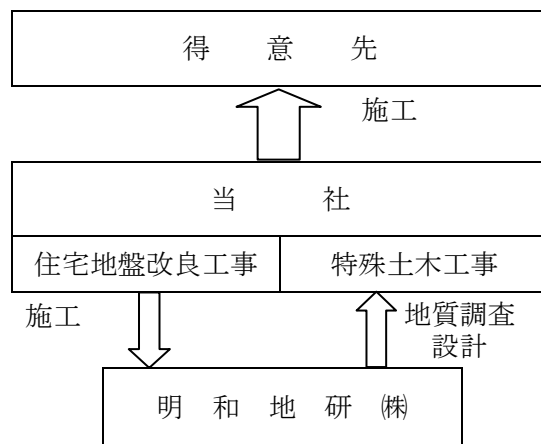 得意先
施工
当社
住宅地盤改良工事
特殊土木工事
施工
地質調査
設計
明和地研㈱